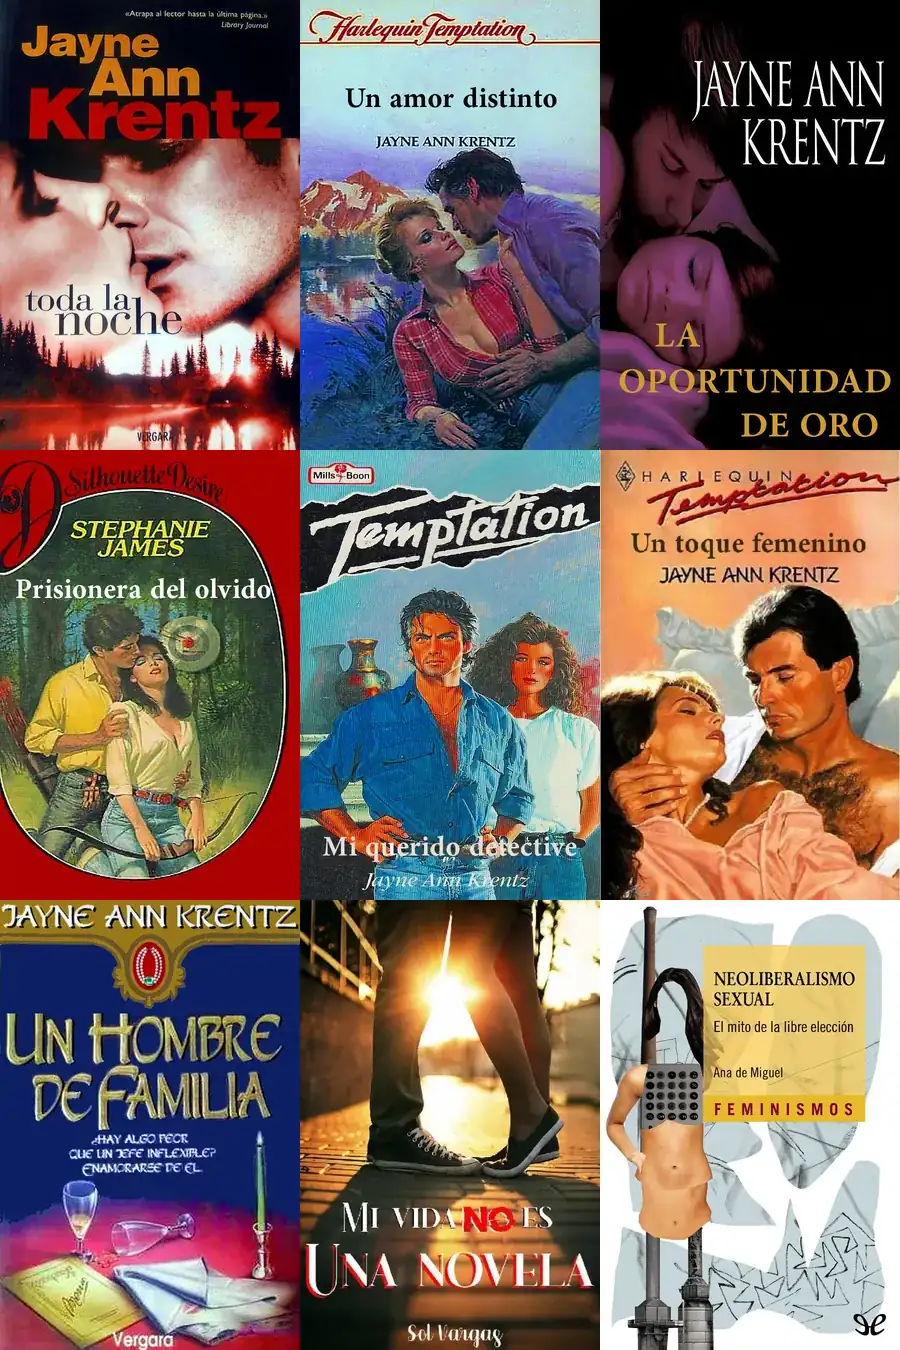 «Atrapa al lector hasta la última página.»
Library Journal
Jayne
Ann
Krentz
toda la
noche
VERGARA
Harlequin Temptation
Un amor distinto
JAYNE ANN KRENTZ
JAYNE ANN
KRENTZ
LA
OPORTUNIDAD
DE ORO
D
Silhouette Desire
STEPHANIE
JAMES
Prisionera del olvido
Mills & Boon
Temptation
Mi querido detective
Jayne Ann Krentz
HARLEQUIN
Temptation
Un toque femenino
JAYNE ANN KRENTZ
JAYNE ANN KRENTZ
UN HOMBRE
DE FAMILIA
¿HAY ALGO PEOR
QUE UN JEFE INFLEXIBLE?
ENAMORARSE DE ÉL.
Vergara
MI VIDA NO ES
UNA NOVELA
Sol Vargas
NEOLIBERALISMO
SEXUAL
El mito de la libre elección
Ana de Miguel
FEMINISMOS